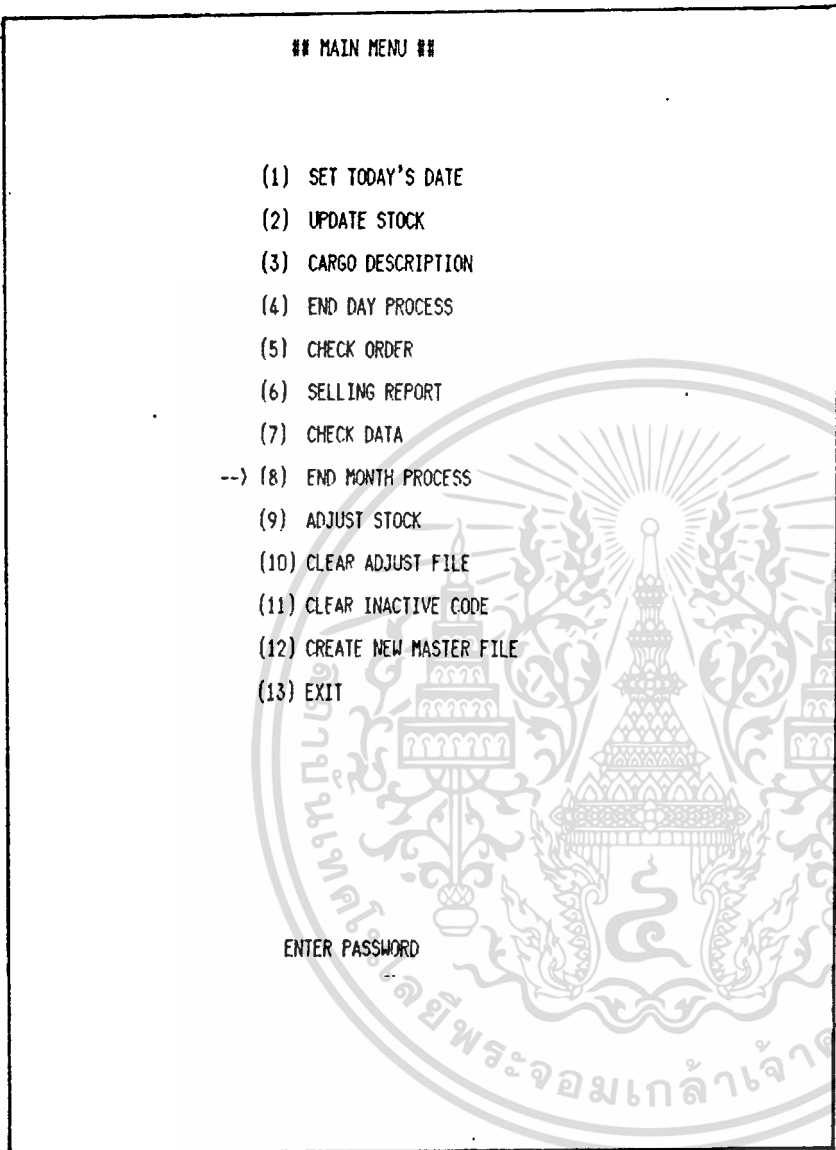 ## MAIN MENU ##
(1) SET TODAY'S DATE
(2) UPDATE STOCK
(3) CARGO DESCRIPTION
(4) END DAY PROCESS
(5) CHECK ORDER
(6) SELLING REPORT
(7) CHECK DATA
--> (8) END MONTH PROCESS
(9) ADJUST STOCK
(10) CLEAR ADJUST FILE
(11) CLEAR INACTIVE CODE
(12) CREATE NEW MASTER FILE
(13) EXIT
ENTER PASSWORD
--